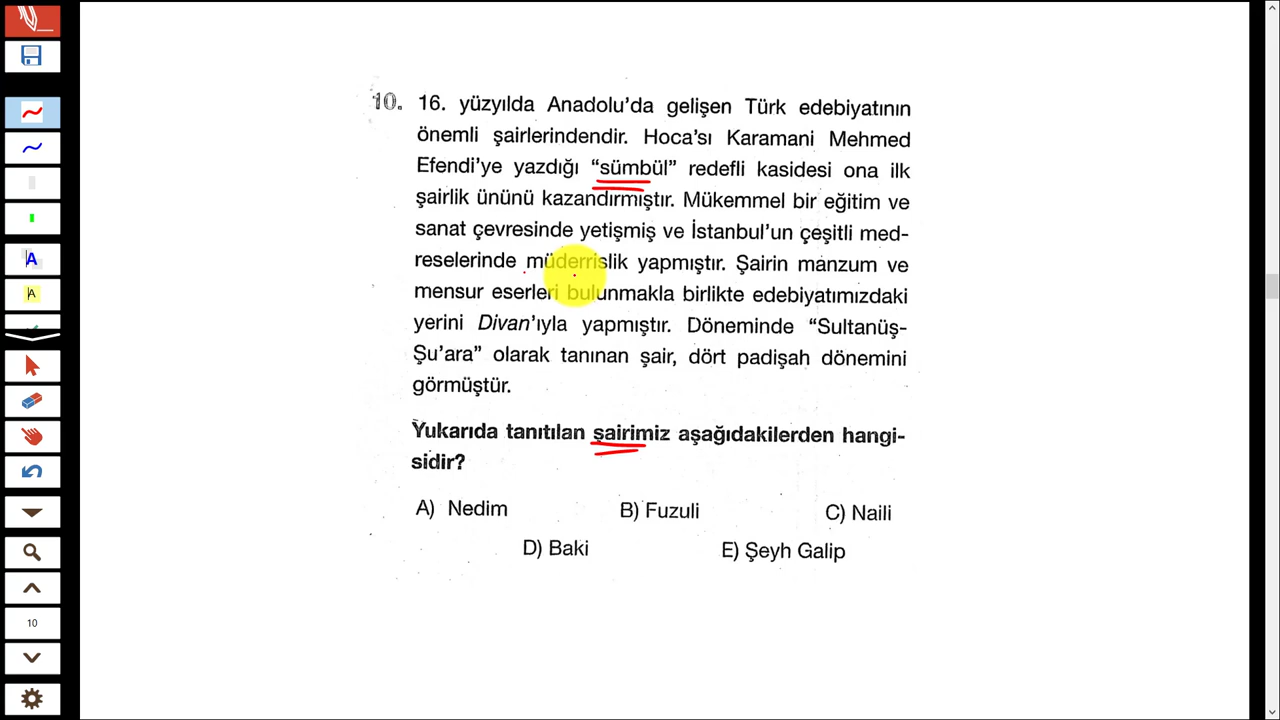 10. 16. yüzyılda Anadolu'da gelişen Türk edebiyatının
önemli şairlerindendir. Hoca'sı Karamani Mehmed
Efendi'ye yazdığı “sümbül” redefli kasidesi ona ilk
şairlik ününü kazandırmıştır. Mükemmel bir eğitim ve
sanat çevresinde yetişmiş ve İstanbul'un çeşitli med-
reselerinde müderrislik yapmıştır. Şairin manzum ve
mensur eserleri bulunmakla birlikte edebiyatımızdaki
yerini Divan'ıyla yapmıştır. Döneminde “Sultanüş-
Şu'ara” olarak tanınan şair, dört padişah dönemini
görmüştür.
Yukarıda tanıtılan şairimiz aşağıdakilerden hangi-
sidir?
A) Nedim B) Fuzuli C) Naili
D) Baki E) Şeyh Galip
A
A
10